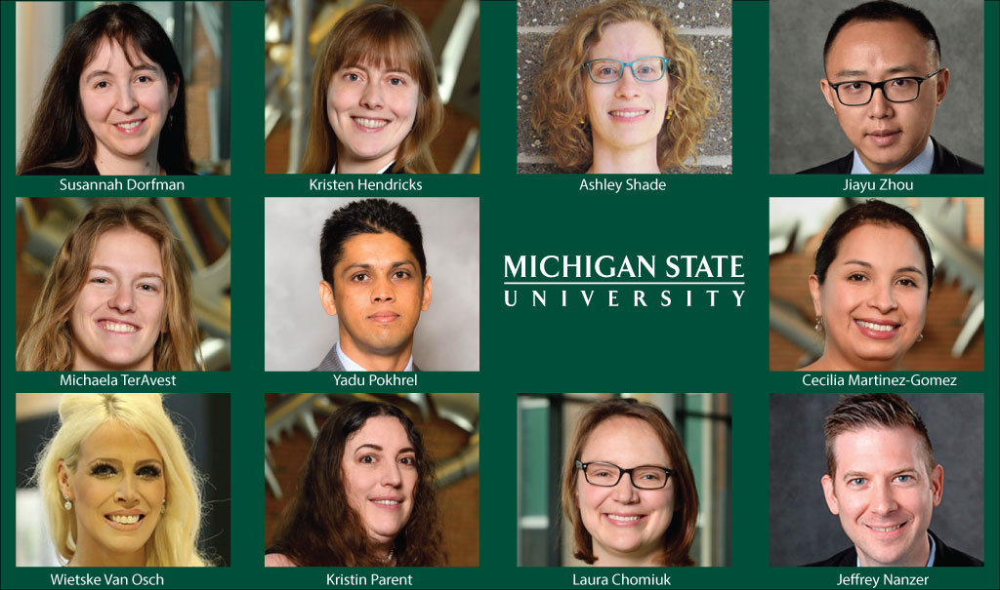 Susannah Dorfman
Kristen Hendricks
Ashley Shade
Jiayu Zhou
Michaela TerAvest
Yadu Pokhrel
MICHIGAN STATE
UNIVERSITY
Cecilia Martinez-Gomez
Wietske Van Osch
Kristin Parent
Laura Chomiuk
Jeffrey Nanzer